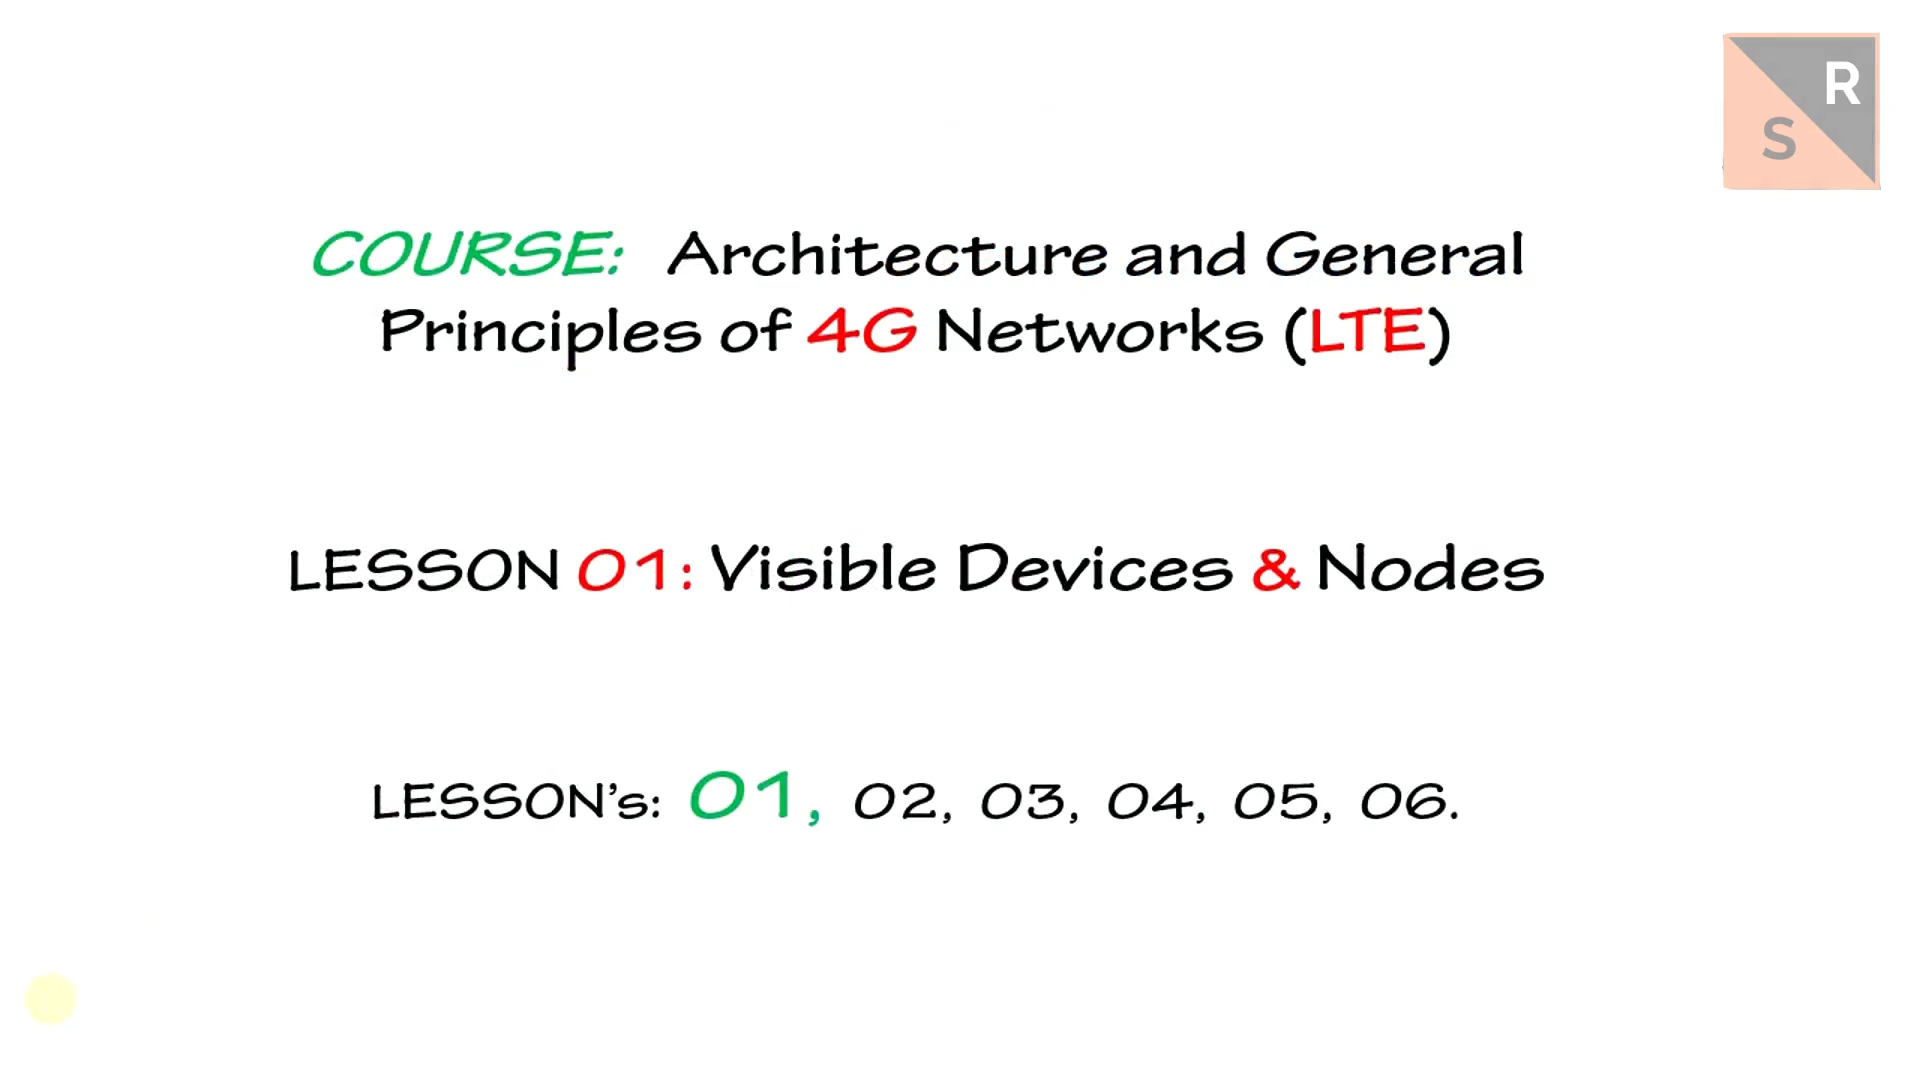 R
S
COURSE: Architecture and General
Principles of 4G Networks (LTE)
LESSON 01: Visible Devices & Nodes
LESSON's: 01, 02, 03, 04, 05, 06.